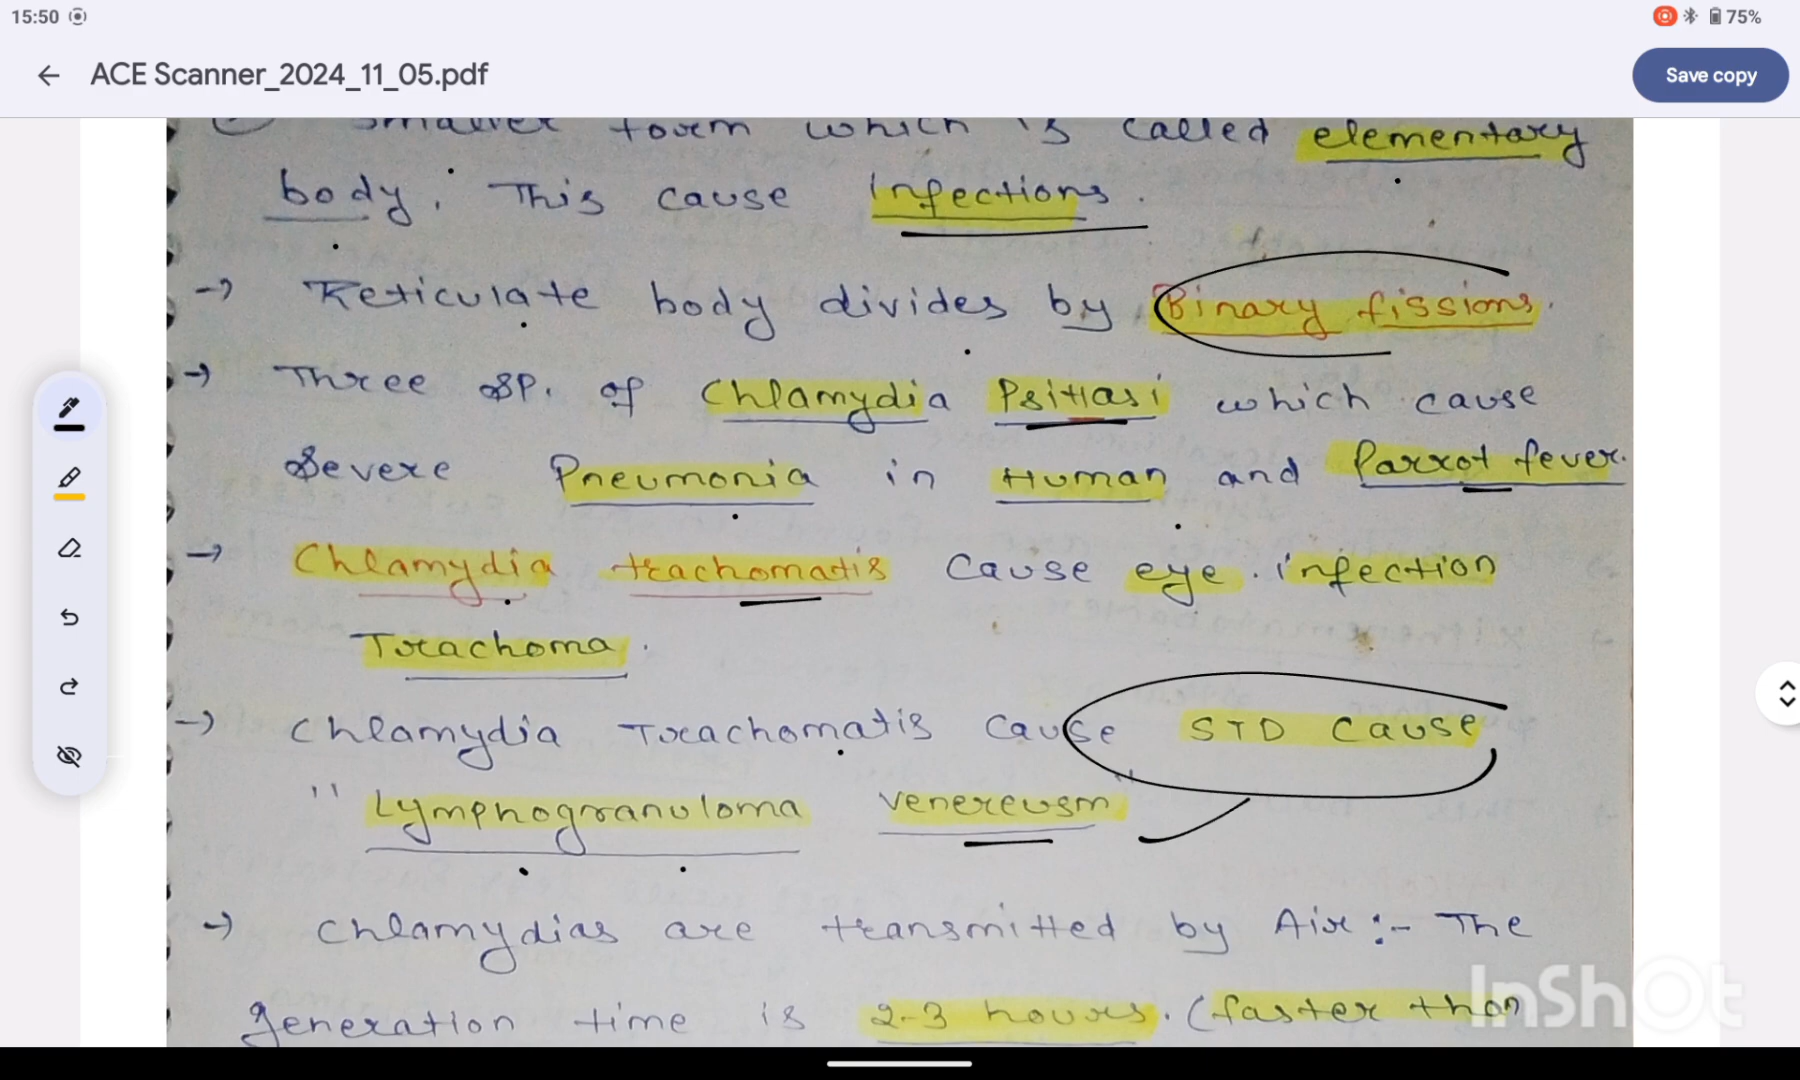 15:50
75%
ACE Scanner_2024_11_05.pdf
Save copy
smaller form which is called elementary
body. This cause infections.
→ Reticulate body divides by Binary fissions.
→ Three sp. of Chlamydia Psittasi which cause
Severe Pneumonia in Human and Parrot fever.
→ Chlamydia trachomatis cause eye infection
Trachoma.
→ Chlamydia Trachomatis cause STD cause
"Lymphogranuloma venereusm"
→ Chlamydias are transmitted by Air :- The
generation time is 2-3 hours. (faster than
InShOt